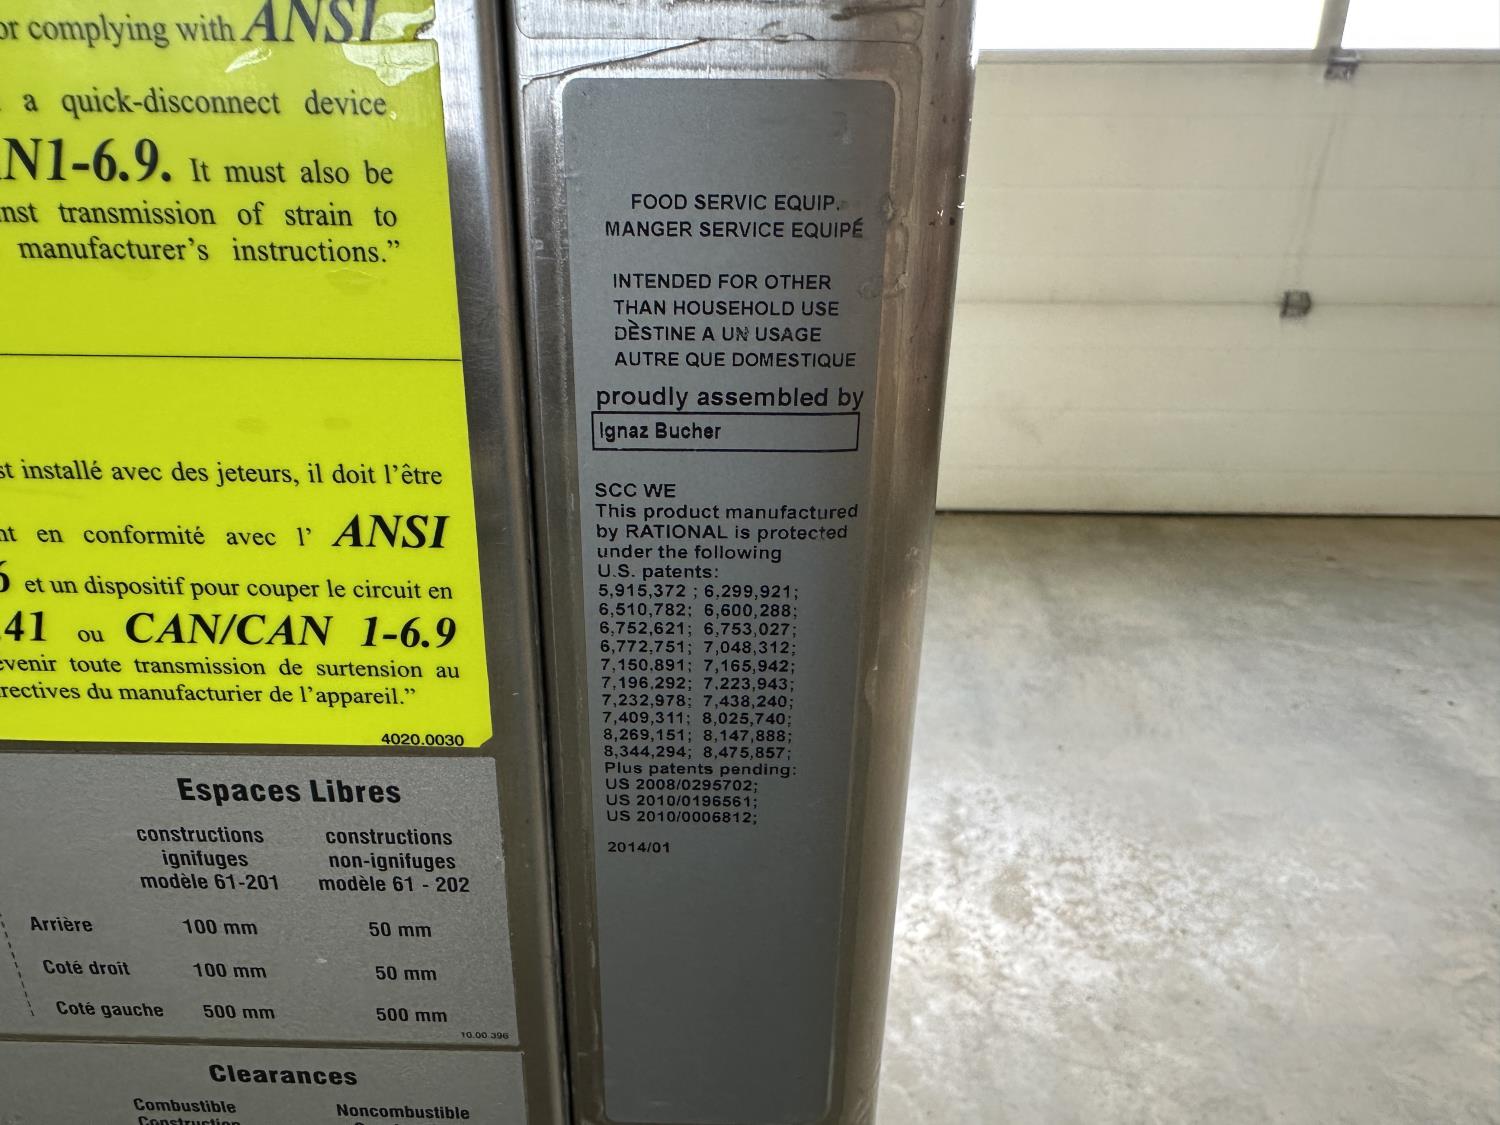 or complying with ANSI
a quick-disconnect device.
N1-6.9. It must also be
transmission of strain to
manufacturer's instructions."
installé avec des jeteurs, il doit l'être
en conformité avec l' ANSI
et un dispositif pour couper le circuit en
.41 ou CAN/CAN 1-6.9
toute transmission de surtension au
du manufacturier de l'appareil."
4020.0030
Espaces Libres
constructions ignifuges modèle 61-201
constructions non-ignifuges modèle 61 - 202
Arrière 100 mm 50 mm
Coté droit 100 mm 50 mm
Coté gauche 500 mm 500 mm
10.00.396
Clearances
Combustible Noncombustible
Construction
FOOD SERVIC EQUIP.
MANGER SERVICE EQUIPÉ
INTENDED FOR OTHER
THAN HOUSEHOLD USE
DÈSTINE A UN USAGE
AUTRE QUE DOMESTIQUE
proudly assembled by
Ignaz Bucher
SCC WE
This product manufactured
by RATIONAL is protected
under the following
U.S. patents:
5,915,372 ; 6,299,921;
6,510,782; 6,600,288;
6,752,621; 6,753,027;
6,772,751; 7,048,312;
7,150,891; 7,165,942;
7,196,292; 7,223,943;
7,232,978; 7,438,240;
7,409,311; 8,025,740;
8,269,151; 8,147,888;
8,344,294; 8,475,857;
Plus patents pending:
US 2008/0295702;
US 2010/0196561;
US 2010/0006812;
2014/01